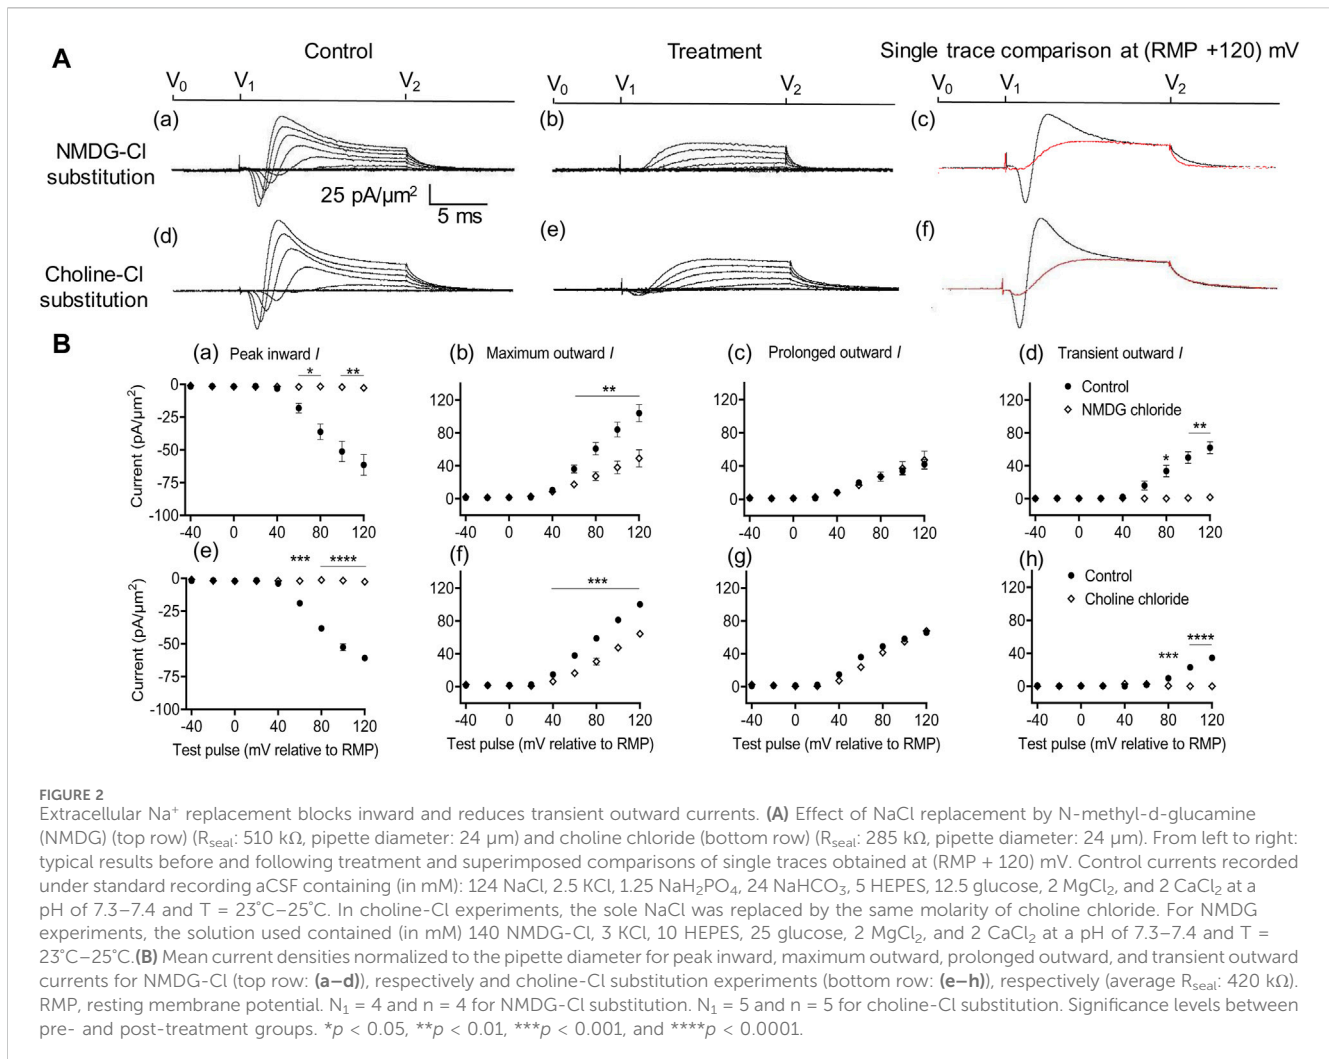 A
Control
Treatment
Single trace comparison at (RMP +120) mV
V0 V1 V2
V0 V1 V2
V0 V1 V2
(a) (b) (c)
NMDG-Cl
substitution
25 pA/µm²
5 ms
(d) (e) (f)
Choline-Cl
substitution
B
(a) Peak inward I
(b) Maximum outward I
(c) Prolonged outward I
(d) Transient outward I
Current (pA/µm²)
0
-25
-50
-75
-100
* **
-40 0 40 80 120
120
80
40
0
**
-40 0 40 80 120
120
80
40
0
-40 0 40 80 120
120
80
40
0
Control
NMDG chloride
* **
-40 0 40 80 120
(e) (f) (g) (h)
Current (pA/µm²)
0
-25
-50
-75
-100
*** ****
-40 0 40 80 120
Test pulse (mV relative to RMP)
120
80
40
0
***
-40 0 40 80 120
Test pulse (mV relative to RMP)
120
80
40
0
-40 0 40 80 120
Test pulse (mV relative to RMP)
120
80
40
0
Control
Choline chloride
*** ****
-40 0 40 80 120
Test pulse (mV relative to RMP)
FIGURE 2
Extracellular Na⁺ replacement blocks inward and reduces transient outward currents. (A) Effect of NaCl replacement by N-methyl-d-glucamine
(NMDG) (top row) (Rseal: 510 kΩ, pipette diameter: 24 µm) and choline chloride (bottom row) (Rseal: 285 kΩ, pipette diameter: 24 µm). From left to right:
typical results before and following treatment and superimposed comparisons of single traces obtained at (RMP + 120) mV. Control currents recorded
under standard recording aCSF containing (in mM): 124 NaCl, 2.5 KCl, 1.25 NaH₂PO₄, 24 NaHCO₃, 5 HEPES, 12.5 glucose, 2 MgCl₂, and 2 CaCl₂ at a
pH of 7.3–7.4 and T = 23°C–25°C. In choline-Cl experiments, the sole NaCl was replaced by the same molarity of choline chloride. For NMDG
experiments, the solution used contained (in mM) 140 NMDG-Cl, 3 KCl, 10 HEPES, 25 glucose, 2 MgCl₂, and 2 CaCl₂ at a pH of 7.3–7.4 and T =
23°C–25°C.(B) Mean current densities normalized to the pipette diameter for peak inward, maximum outward, prolonged outward, and transient outward
currents for NMDG-Cl (top row: (a–d)), respectively and choline-Cl substitution experiments (bottom row: (e–h)), respectively (average Rseal: 420 kΩ).
RMP, resting membrane potential. N₁ = 4 and n = 4 for NMDG-Cl substitution. N₁ = 5 and n = 5 for choline-Cl substitution. Significance levels between
pre- and post-treatment groups. *p < 0.05, **p < 0.01, ***p < 0.001, and ****p < 0.0001.